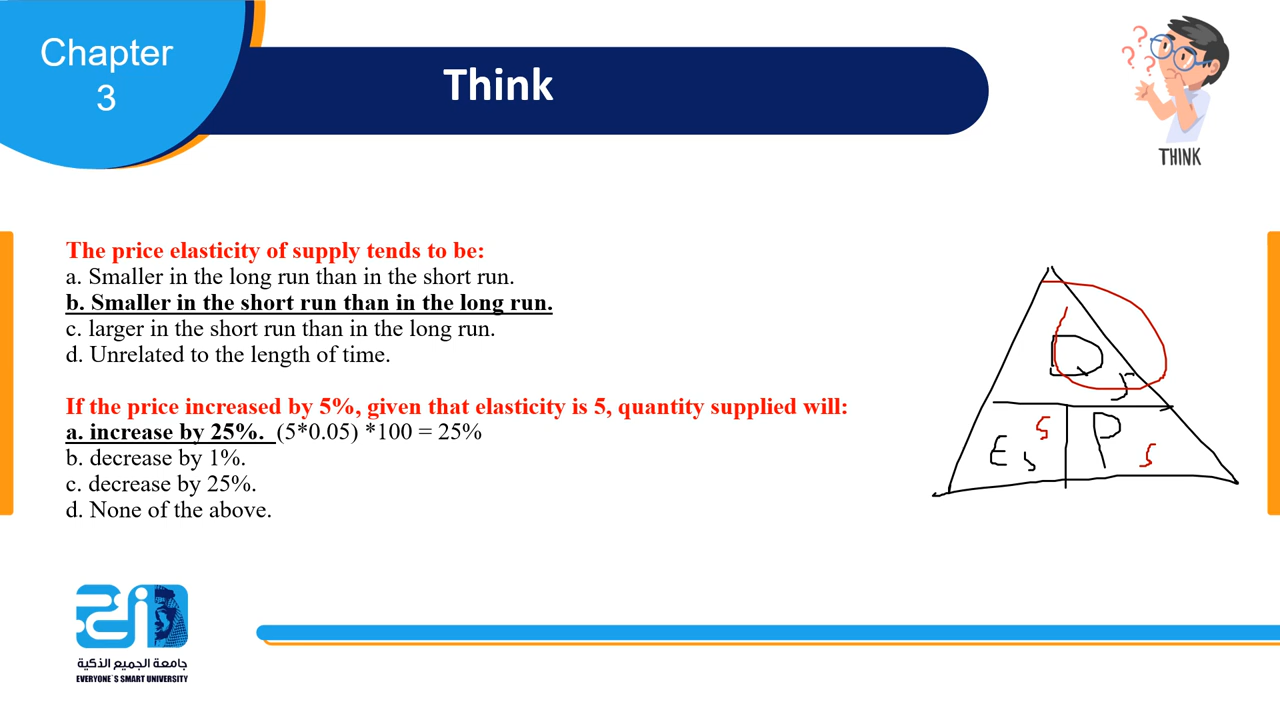 Chapter
3
Think
? ? ?
THINK
The price elasticity of supply tends to be:
a. Smaller in the long run than in the short run.
b. Smaller in the short run than in the long run.
c. larger in the short run than in the long run.
d. Unrelated to the length of time.
If the price increased by 5%, given that elasticity is 5, quantity supplied will:
a. increase by 25%. (5*0.05) *100 = 25%
b. decrease by 1%.
c. decrease by 25%.
d. None of the above.
Q s
E s 5 P 5
جامعة الجميع الذكية
EVERYONE`S SMART UNIVERSITY